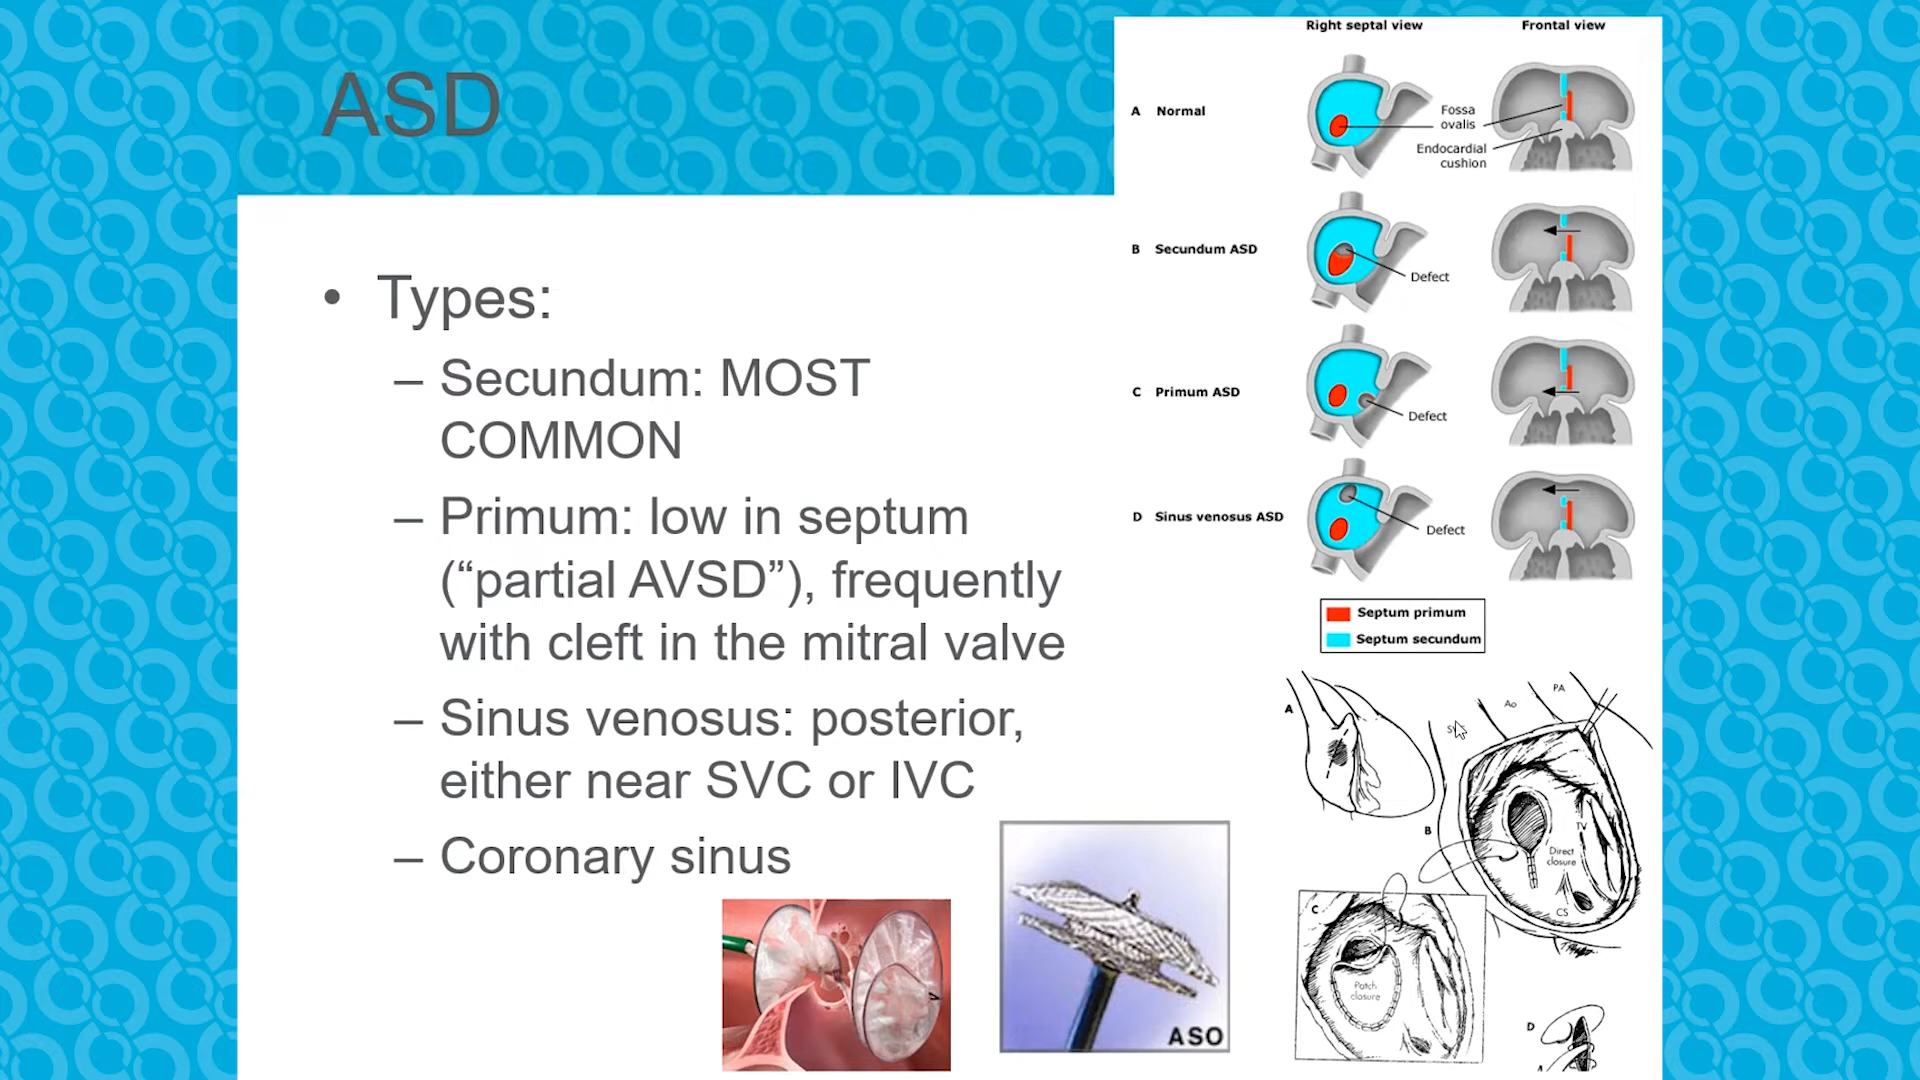 ASD
• Types:
– Secundum: MOST
COMMON
– Primum: low in septum
(“partial AVSD”), frequently
with cleft in the mitral valve
– Sinus venosus: posterior,
either near SVC or IVC
– Coronary sinus
Right septal view
Frontal view
A Normal
Fossa
ovalis
Endocardial
cushion
B Secundum ASD
Defect
C Primum ASD
Defect
D Sinus venosus ASD
Defect
Septum primum
Septum secundum
A
PA
Ao
B
TV
Direct
closure
CS
C
Patch
closure
D
ASO